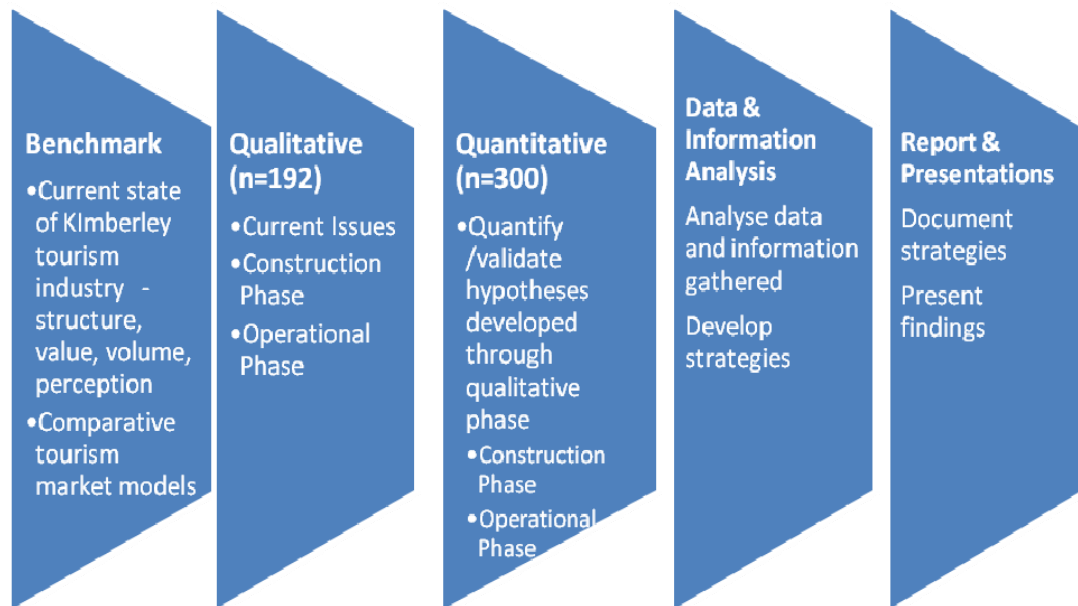 Benchmark
•Current state
of KImberley
tourism
industry -
structure,
value, volume,
perception
•Comparative
tourism
market models
Qualitative
(n=192)
•Current Issues
•Construction
Phase
•Operational
Phase
Quantitative
(n=300)
•Quantify
/validate
hypotheses
developed
through
qualitative
phase
•Construction
Phase
•Operational
Phase
Data &
Information
Analysis
Analyse data
and information
gathered
Develop
strategies
Report &
Presentations
Document
strategies
Present
findings